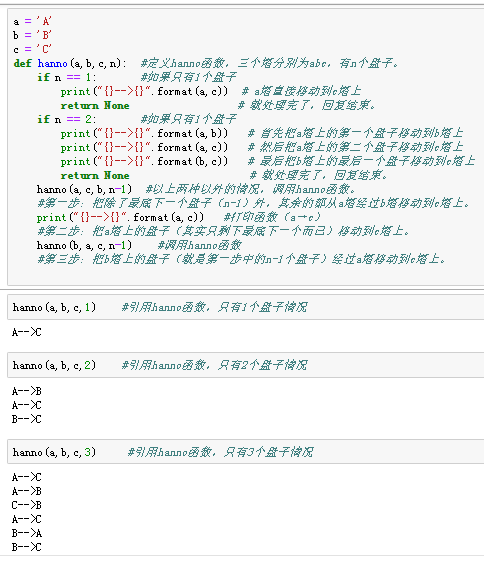 a = 'A'
b = 'B'
c = 'C'
def hanno(a,b,c,n):  #定义hanno函数，三个塔分别为abc，有n个盘子。
    if n == 1:       #如果只有1个盘子
        print("{}-->{}".format(a,c))  # a塔直接移动到c塔上
        return None                  # 就处理完了，回复结束。
    if n == 2:       #如果只有1个盘子
        print("{}-->{}".format(a,b))   # 首先把a塔上的第一个盘子移动到b塔上
        print("{}-->{}".format(a,c))   # 然后把a塔上的第二个盘子移动到c塔上
        print("{}-->{}".format(b,c))   # 最后把b塔上的最后一个盘子移动到c塔上
        return None                    # 就处理完了，回复结束。
    hanno(a,c,b,n-1)  #以上两种以外的情况，调用hanno函数。
    #第一步：把除了最底下一个盘子（n-1）外，其余的都从a塔经过b塔移动到c塔上。
    print("{}-->{}".format(a,c))   #打印函数（a→c）
    #第二步：把a塔上的盘子（其实只剩下最底下一个而已）移动到c塔上。
    hanno(b,a,c,n-1)    #调用hanno函数
    #第三步：把b塔上的盘子（就是第一步中的n-1个盘子）经过a塔移动到c塔上。
hanno(a,b,c,1)    #引用hanno函数，只有1个盘子情况
A-->C
hanno(a,b,c,2)    #引用hanno函数，只有2个盘子情况
A-->B
A-->C
B-->C
hanno(a,b,c,3)     #引用hanno函数，只有3个盘子情况
A-->C
A-->B
C-->B
A-->C
B-->A
B-->C